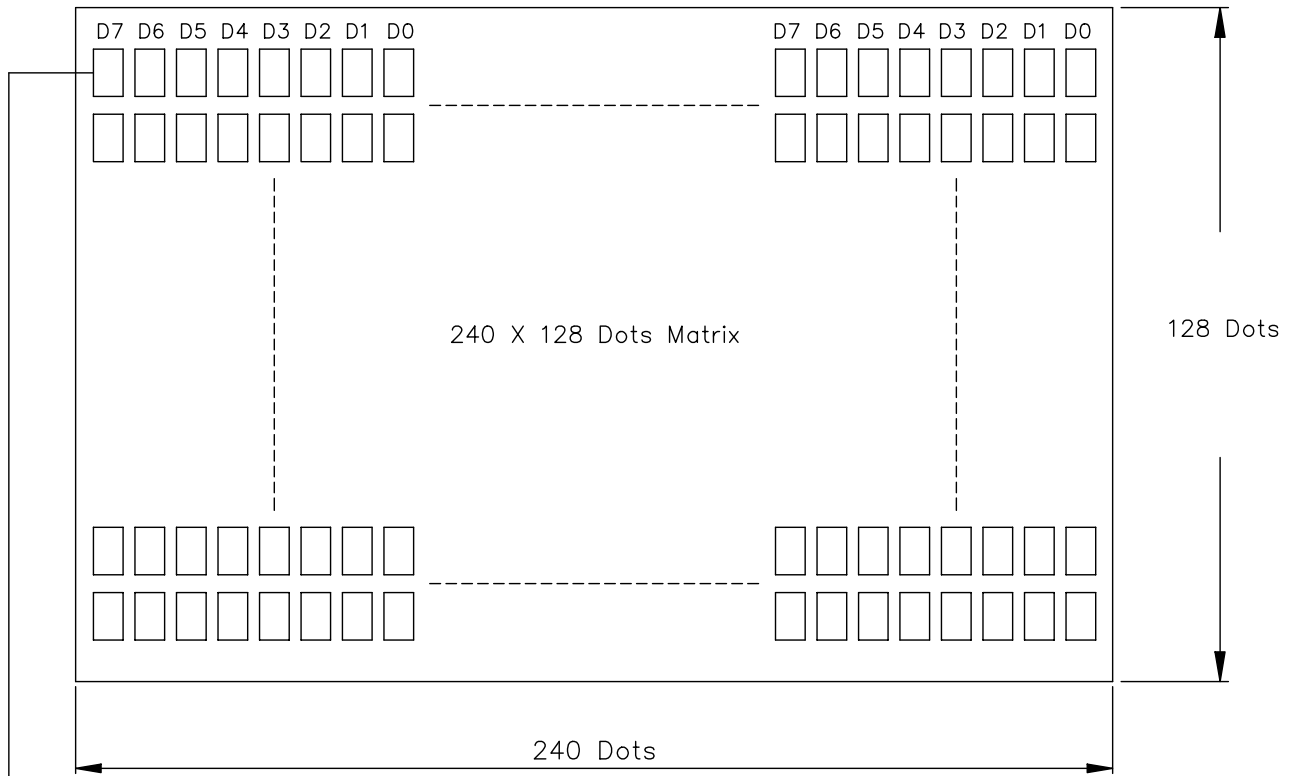 D7 D6 D5 D4 D3 D2 D1 D0 D7 D6 D5 D4 D3 D2 D1 D0
240 X 128 Dots Matrix
128 Dots
240 Dots